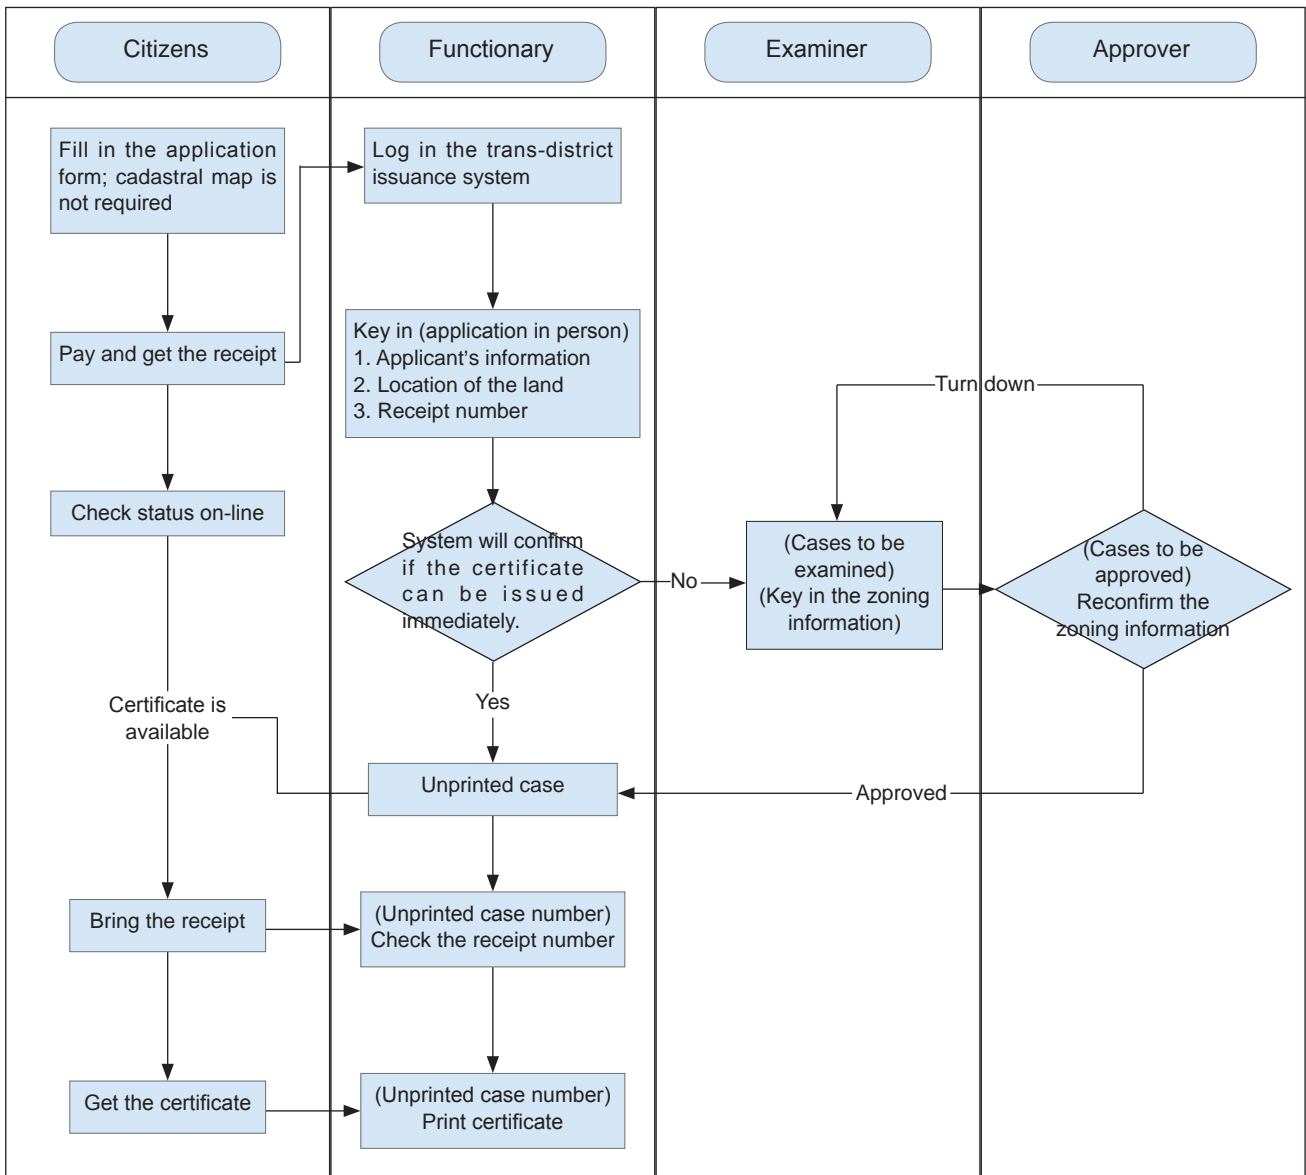 Citizens
Functionary
Examiner
Approver
Fill in the application
form; cadastral map is
not required
Log in the trans-district
issuance system
Pay and get the receipt
Key in (application in person)
1. Applicant's information
2. Location of the land
3. Receipt number
Turn down
Check status on-line
System will confirm
if the certificate
can be issued
immediately.
No
(Cases to be
examined)
(Key in the zoning
information)
(Cases to be
approved)
Reconfirm the
zoning information
Yes
Certificate is
available
Unprinted case
Approved
Bring the receipt
(Unprinted case number)
Check the receipt number
Get the certificate
(Unprinted case number)
Print certificate